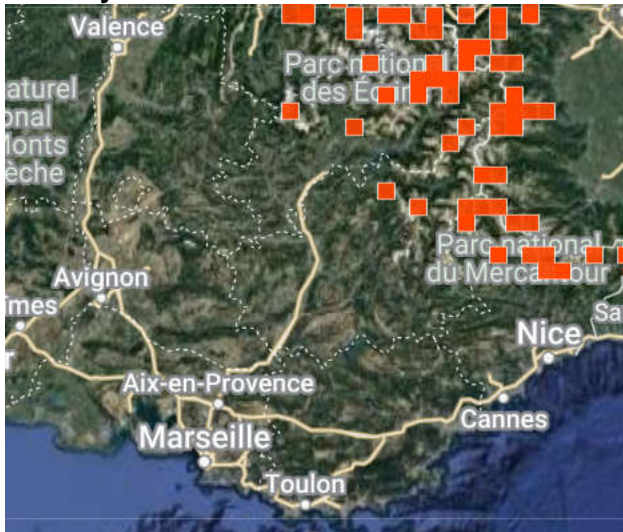 Valence
Parc national
des Écrins
aturel
onal
Monts
èche
Parc national
du Mercantour
Avignon
îmes
Sa
Nice
r
Aix-en-Provence
Cannes
Marseille
Toulon